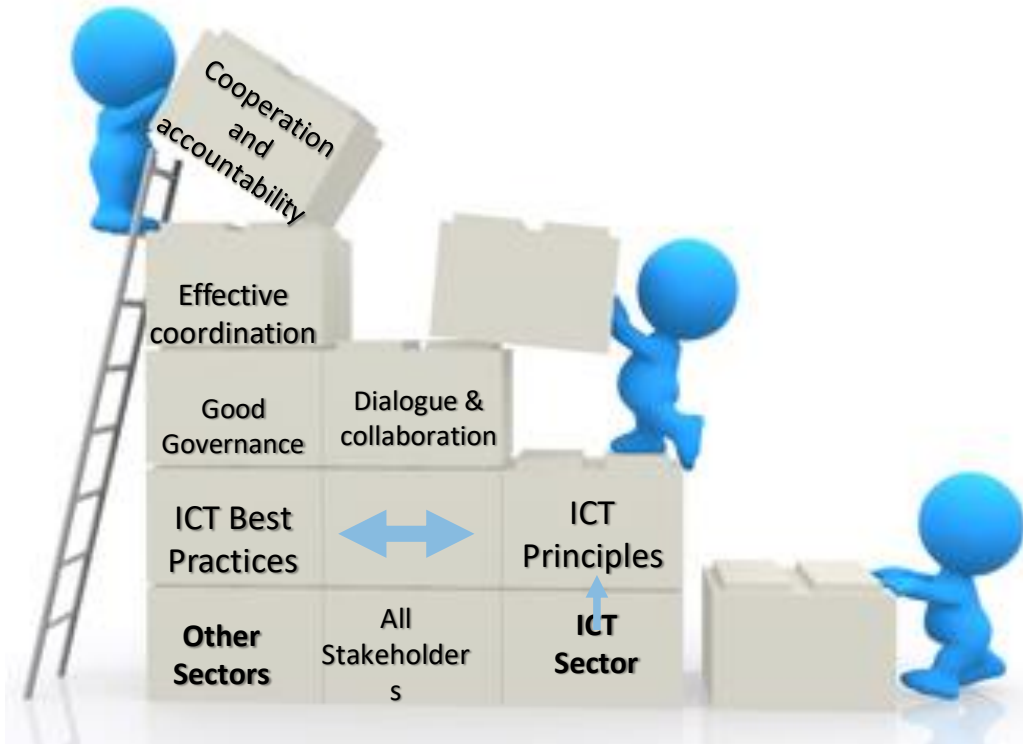 Cooperation
and
accountability
Effective
coordination
Good
Governance
Dialogue &
collaboration
ICT Best
Practices
ICT
Principles
Other
Sectors
All
Stakeholder
s
ICT
Sector